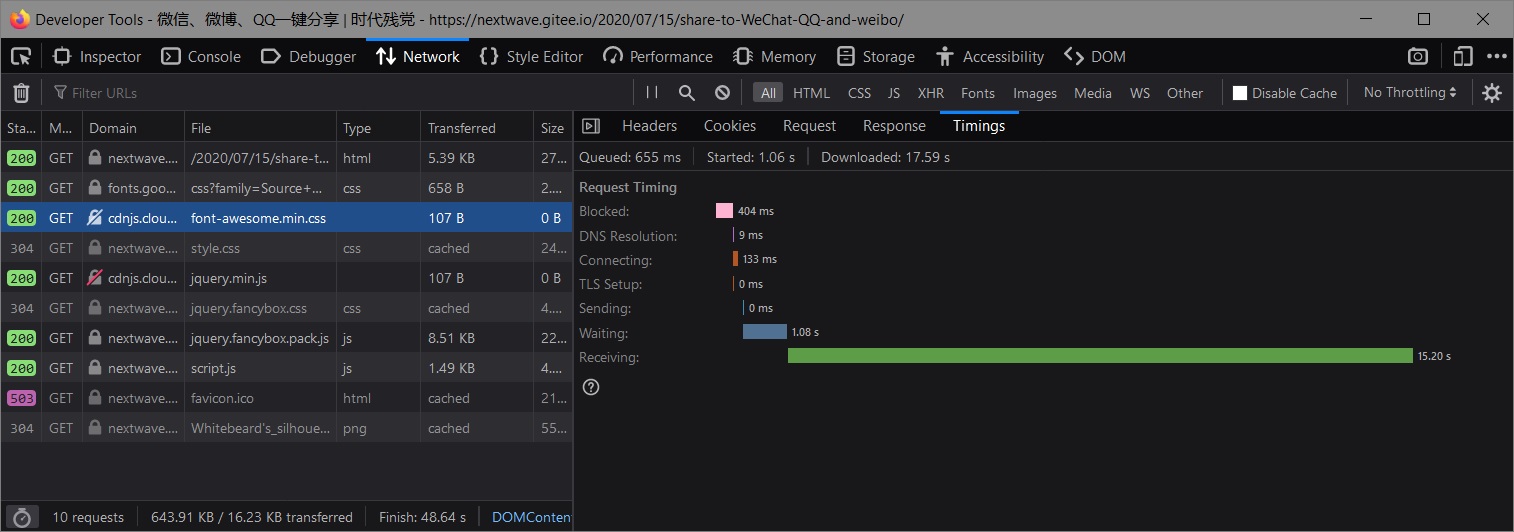 Developer Tools - 微信、微博、QQ一键分享 | 时代残党 - https://nextwave.gitee.io/2020/07/15/share-to-WeChat-QQ-and-weibo/
Inspector Console Debugger Network Style Editor Performance Memory Storage Accessibility DOM
Filter URLs All HTML CSS JS XHR Fonts Images Media WS Other Disable Cache No Throttling
Sta... M... Domain File Type Transferred Size
200 GET nextwave.... /2020/07/15/share-t... html 5.39 KB 27...
200 GET fonts.goo... css?family=Source+... css 658 B 2....
200 GET cdnjs.clou... font-awesome.min.css 107 B 0 B
304 GET nextwave.... style.css css cached 24...
200 GET cdnjs.clou... jquery.min.js 107 B 0 B
304 GET nextwave.... jquery.fancybox.css css cached 4....
200 GET nextwave.... jquery.fancybox.pack.js js 8.51 KB 22...
200 GET nextwave.... script.js js 1.49 KB 4....
503 GET nextwave.... favicon.ico html cached 21...
304 GET nextwave.... Whitebeard's_silhoue... png cached 55...
10 requests 643.91 KB / 16.23 KB transferred Finish: 48.64 s DOMConten
Headers Cookies Request Response Timings
Queued: 655 ms Started: 1.06 s Downloaded: 17.59 s
Request Timing
Blocked: 404 ms
DNS Resolution: 9 ms
Connecting: 133 ms
TLS Setup: 0 ms
Sending: 0 ms
Waiting: 1.08 s
Receiving: 15.20 s